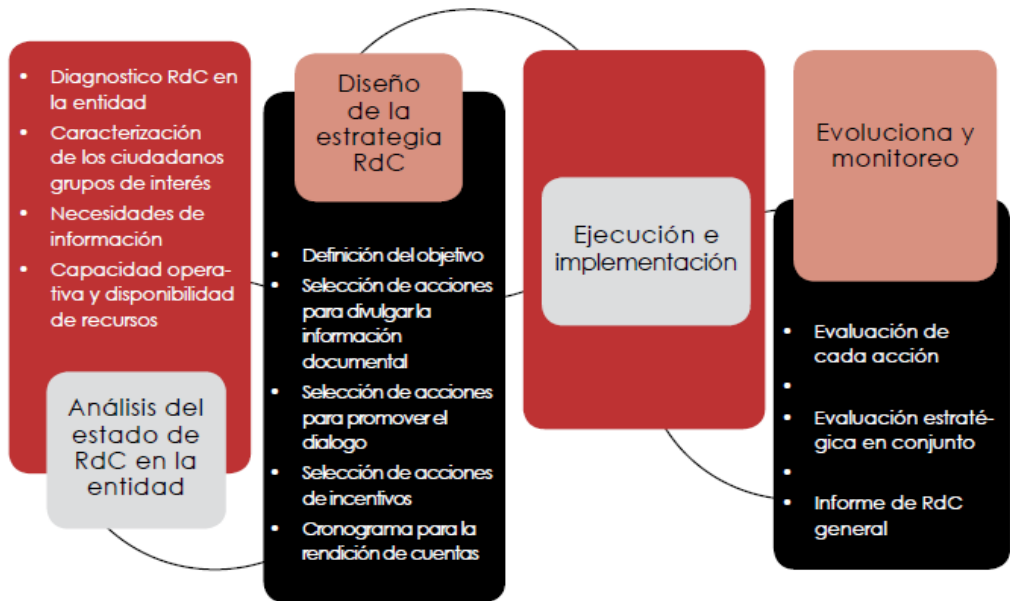 • Diagnostico RdC en
la entidad
• Caracterización
de los ciudadanos
grupos de interés
• Necesidades de
información
• Capacidad opera-
tiva y disponibilidad
de recursos
Análisis del
estado de
RdC en la
entidad
Diseño
de la
estrategia
RdC
• Definición del objetivo
• Selección de acciones
para divulgar la
información
documental
• Selección de acciones
para promover el
dialogo
• Selección de acciones
de incentivos
• Cronograma para la
rendición de cuentas
Ejecución e
implementación
Evoluciona y
monitoreo
• Evaluación de
cada acción
•
• Evaluación estraté-
gica en conjunto
•
• Informe de RdC
general